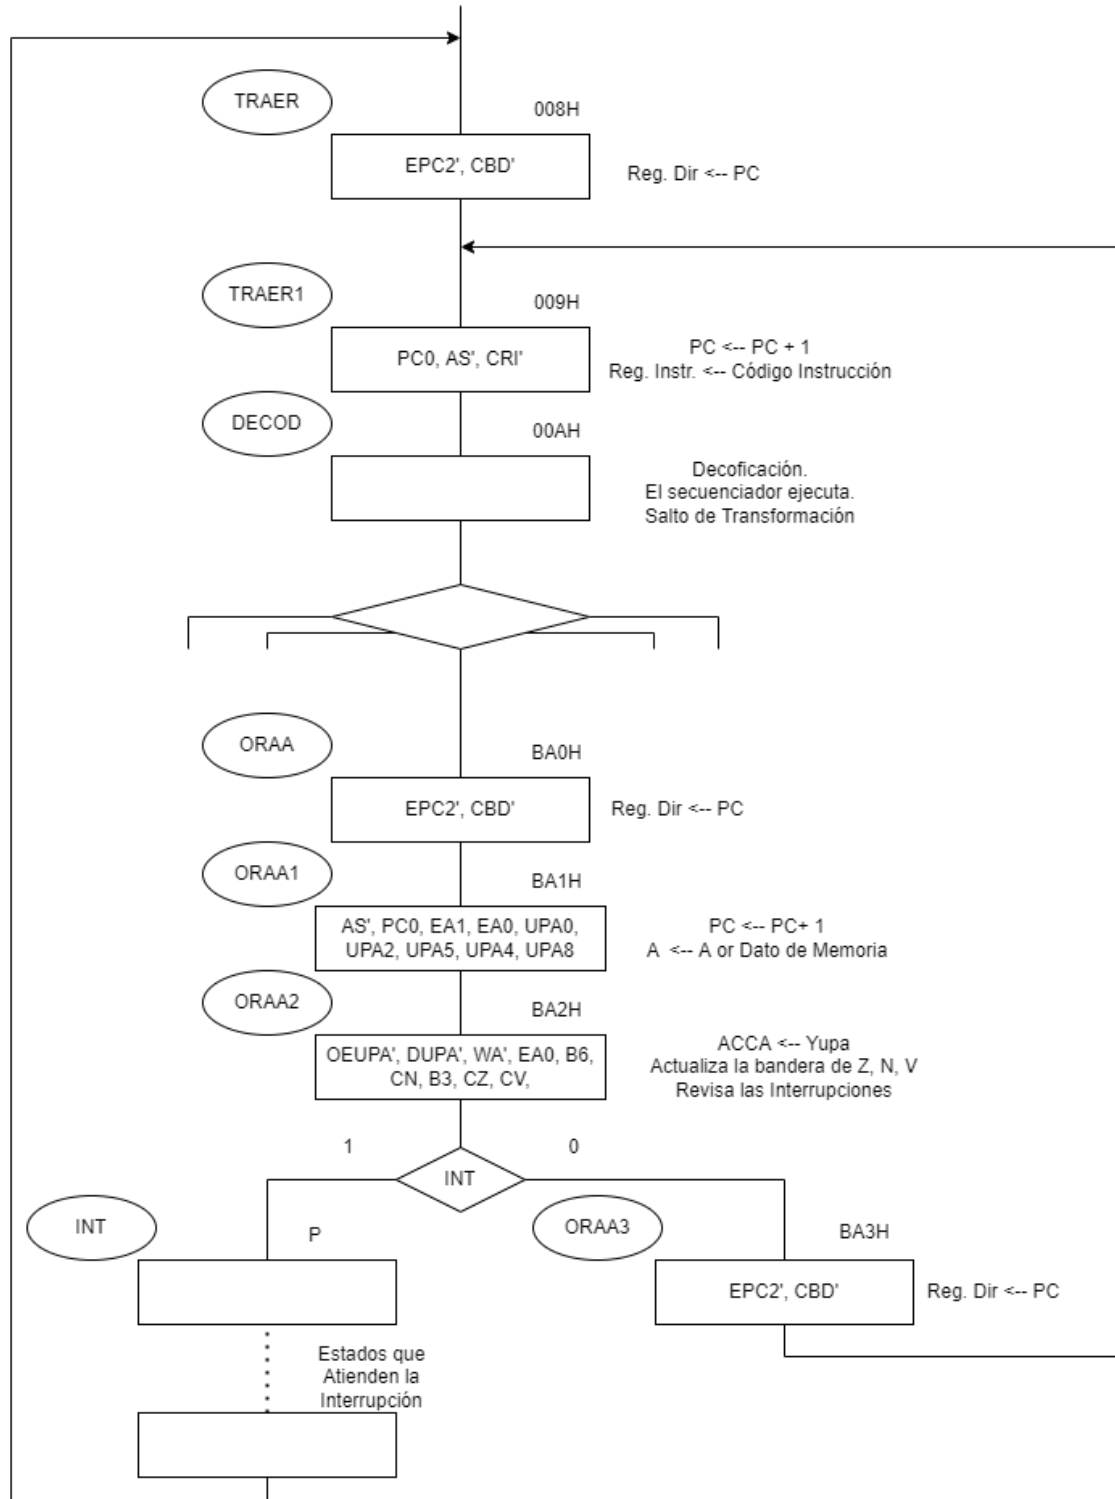 TRAER
008H
EPC2', CBD'
Reg. Dir <-- PC
TRAER1
009H
PC0, AS', CRI'
PC <-- PC + 1
Reg. Instr. <-- Código Instrucción
DECOD
00AH
Decoficación.
El secuenciador ejecuta.
Salto de Transformación
ORAA
BA0H
EPC2', CBD'
Reg. Dir <-- PC
ORAA1
BA1H
AS', PC0, EA1, EA0, UPA0,
UPA2, UPA5, UPA4, UPA8
PC <-- PC+ 1
A <-- A or Dato de Memoria
ORAA2
BA2H
OEUPA', DUPA', WA', EA0, B6,
CN, B3, CZ, CV,
ACCA <-- Yupa
Actualiza la bandera de Z, N, V
Revisa las Interrupciones
1
0
INT
INT
P
ORAA3
BA3H
EPC2', CBD'
Reg. Dir <-- PC
Estados que
Atienden la
Interrupción